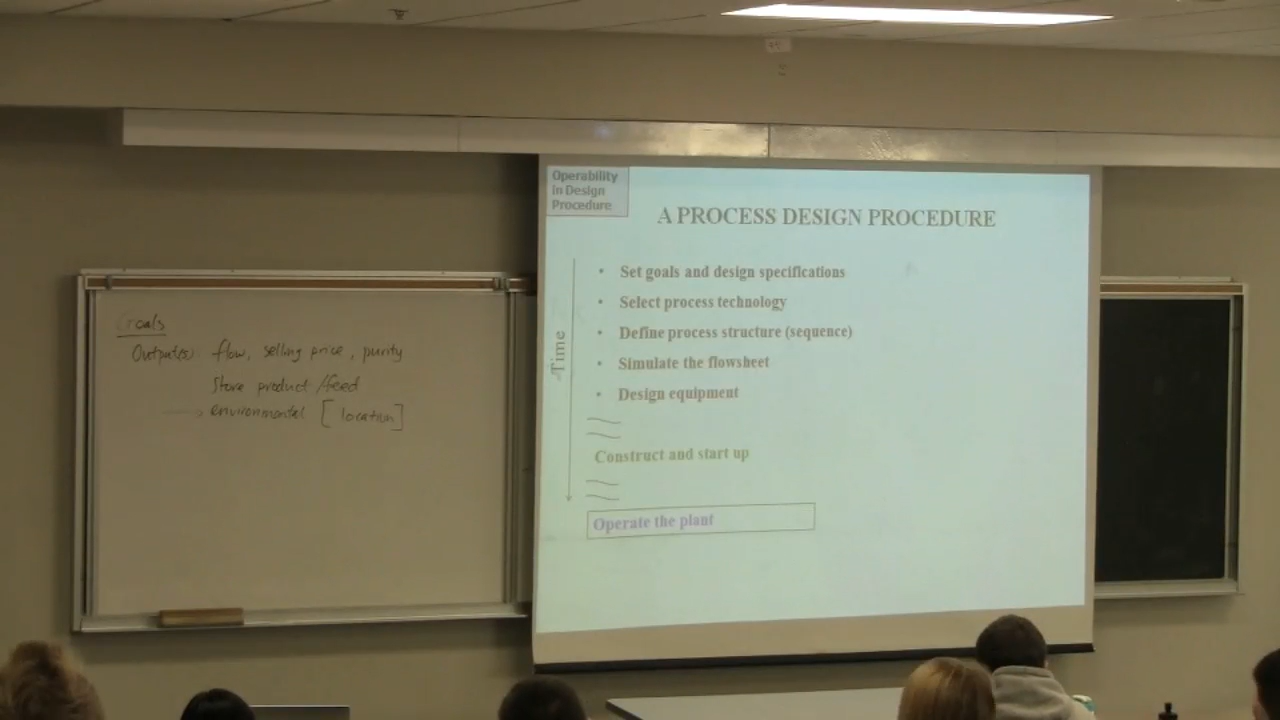 Goals
Output(s) flow, selling price, purity
store product/feed
→ environmental [location]
Operability
in Design
Procedure
A PROCESS DESIGN PROCEDURE
Time
• Set goals and design specifications
• Select process technology
• Define process structure (sequence)
• Simulate the flowsheet
• Design equipment
Construct and start up
Operate the plant